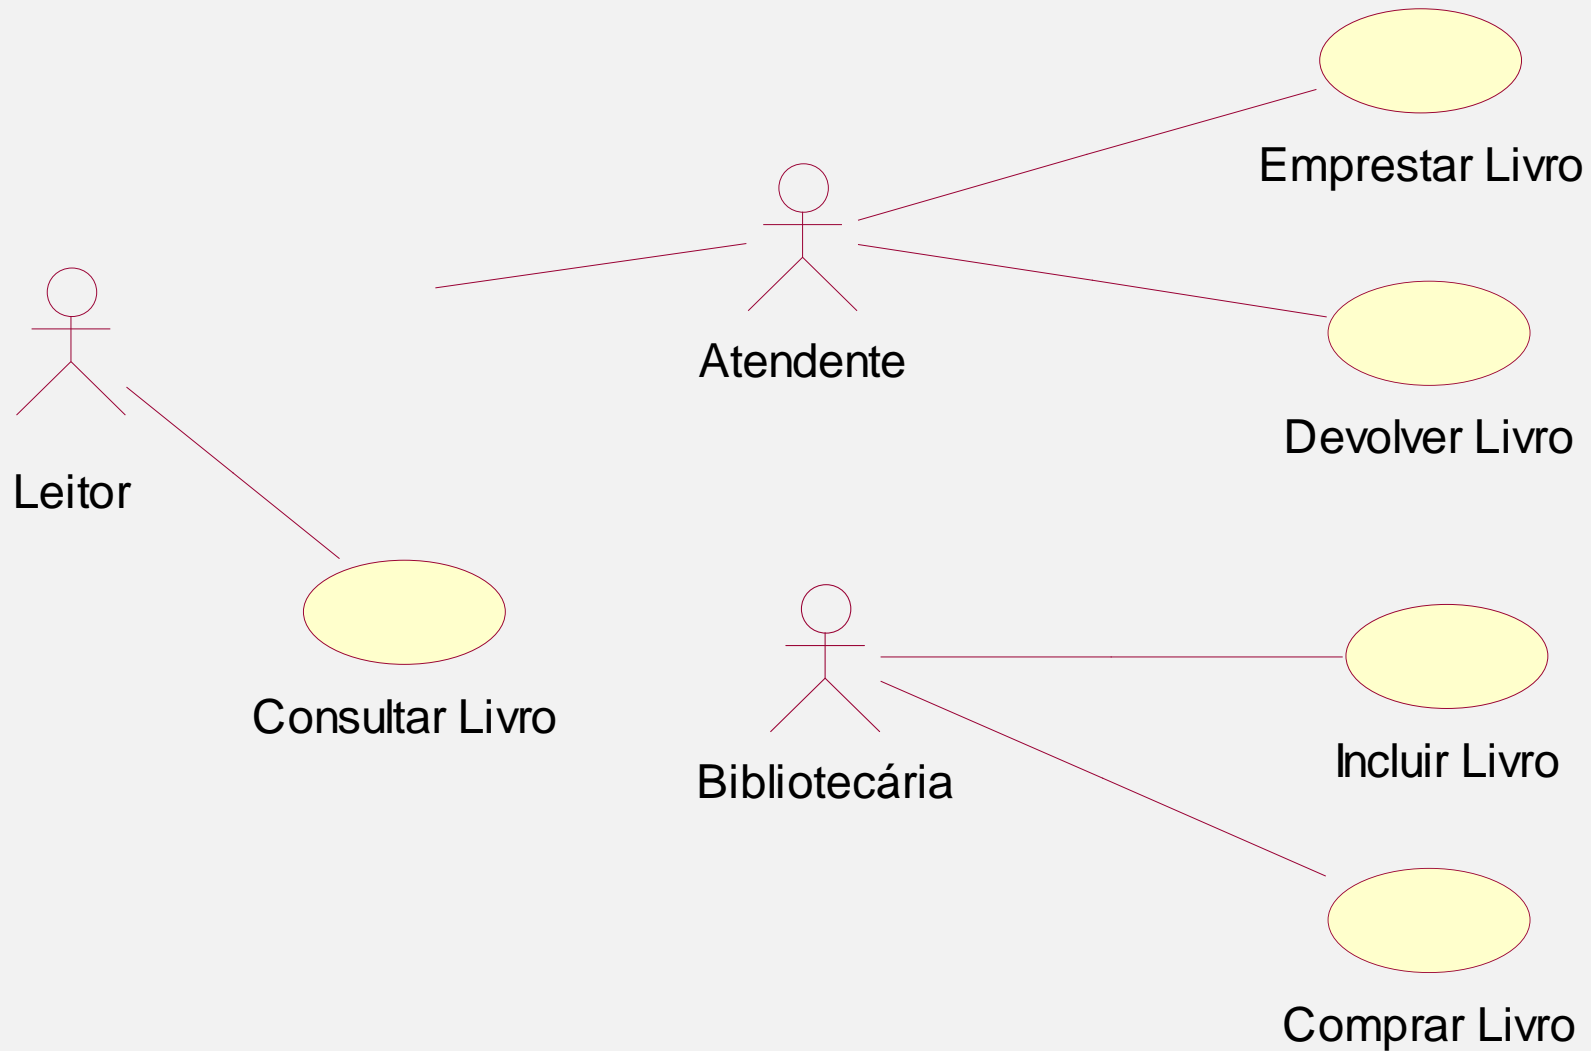 Emprestar Livro
Atendente
Devolver Livro
Leitor
Consultar Livro
Bibliotecária
Incluir Livro
Comprar Livro